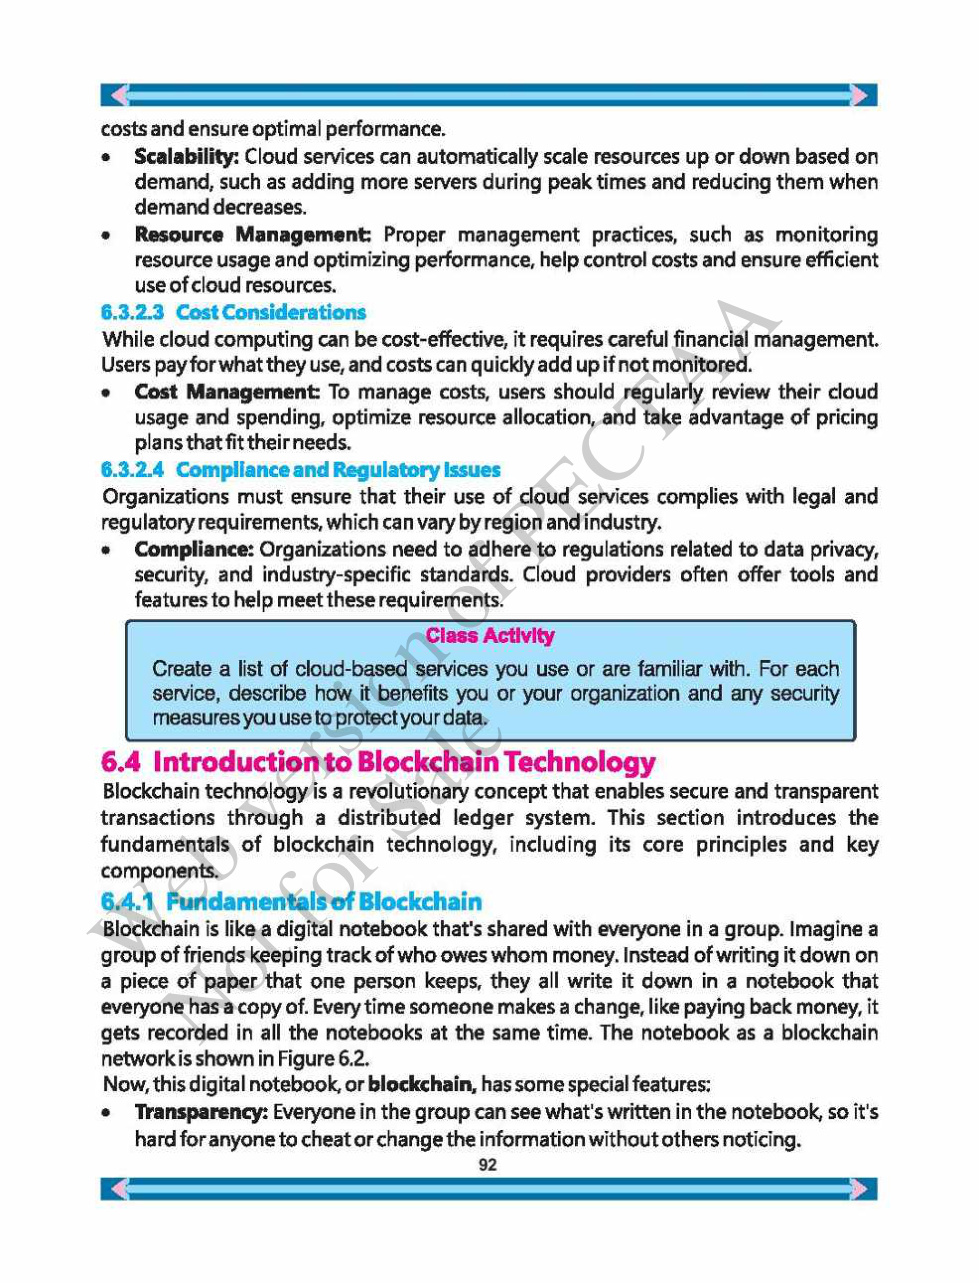 costs and ensure optimal performance.
• Scalability: Cloud services can automatically scale resources up or down based on
demand, such as adding more servers during peak times and reducing them when
demand decreases.
• Resource Management: Proper management practices, such as monitoring
resource usage and optimizing performance, help control costs and ensure efficient
use of cloud resources.
6.3.2.3 Cost Considerations
While cloud computing can be cost-effective, it requires careful financial management.
Users pay for what they use, and costs can quickly add up if not monitored.
• Cost Management: To manage costs, users should regularly review their cloud
usage and spending, optimize resource allocation, and take advantage of pricing
plans that fit their needs.
6.3.2.4 Compliance and Regulatory Issues
Organizations must ensure that their use of cloud services complies with legal and
regulatory requirements, which can vary by region and industry.
• Compliance: Organizations need to adhere to regulations related to data privacy,
security, and industry-specific standards. Cloud providers often offer tools and
features to help meet these requirements.
Class Activity
Create a list of cloud-based services you use or are familiar with. For each
service, describe how it benefits you or your organization and any security
measures you use to protect your data.
6.4 Introduction to Blockchain Technology
Blockchain technology is a revolutionary concept that enables secure and transparent
transactions through a distributed ledger system. This section introduces the
fundamentals of blockchain technology, including its core principles and key
components.
6.4.1 Fundamentals of Blockchain
Blockchain is like a digital notebook that's shared with everyone in a group. Imagine a
group of friends keeping track of who owes whom money. Instead of writing it down on
a piece of paper that one person keeps, they all write it down in a notebook that
everyone has a copy of. Every time someone makes a change, like paying back money, it
gets recorded in all the notebooks at the same time. The notebook as a blockchain
network is shown in Figure 6.2.
Now, this digital notebook, or blockchain, has some special features:
• Transparency: Everyone in the group can see what's written in the notebook, so it's
hard for anyone to cheat or change the information without others noticing.
92
Web version of PECTAA
Not for Sale